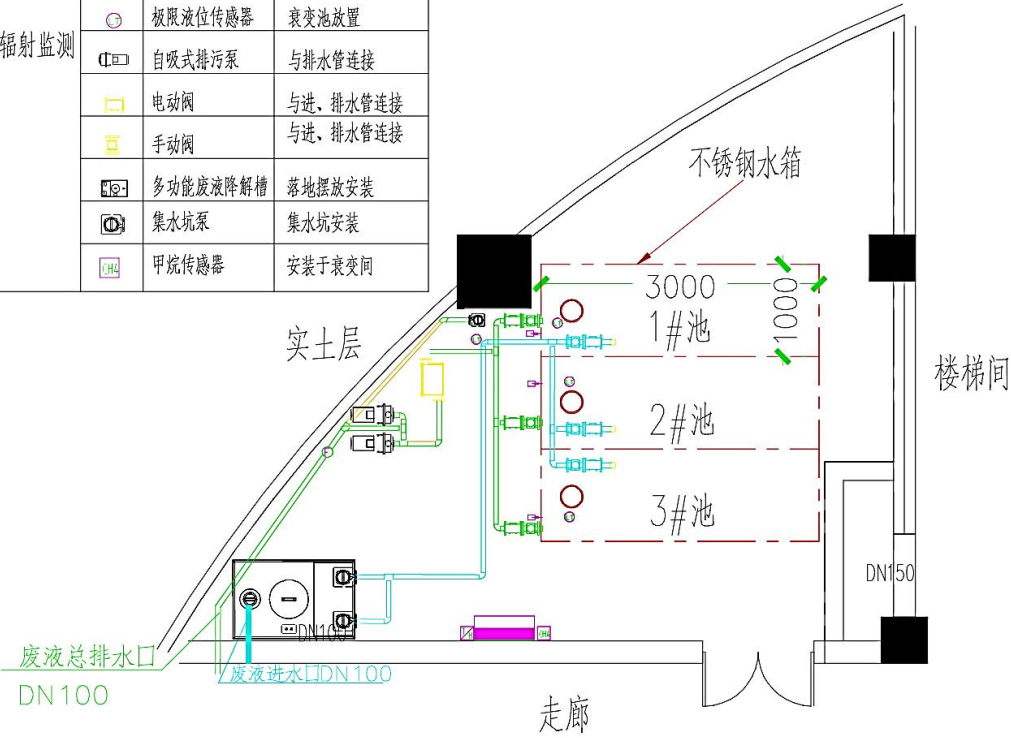 辐射监测
LT 极限液位传感器 衰变池放置
自吸式排污泵 与排水管连接
电动阀 与进、排水管连接
手动阀 与进、排水管连接
多功能废液降解槽 落地摆放安装
集水坑泵 集水坑安装
CH4 甲烷传感器 安装于衰变间
不锈钢水箱
3000
1000
1#池
LT
实土层
LT
楼梯间
LT
2#池
3#池
LT
DN150
DN100
CH4
废液总排水口
DN100
废液进水口DN100
走廊